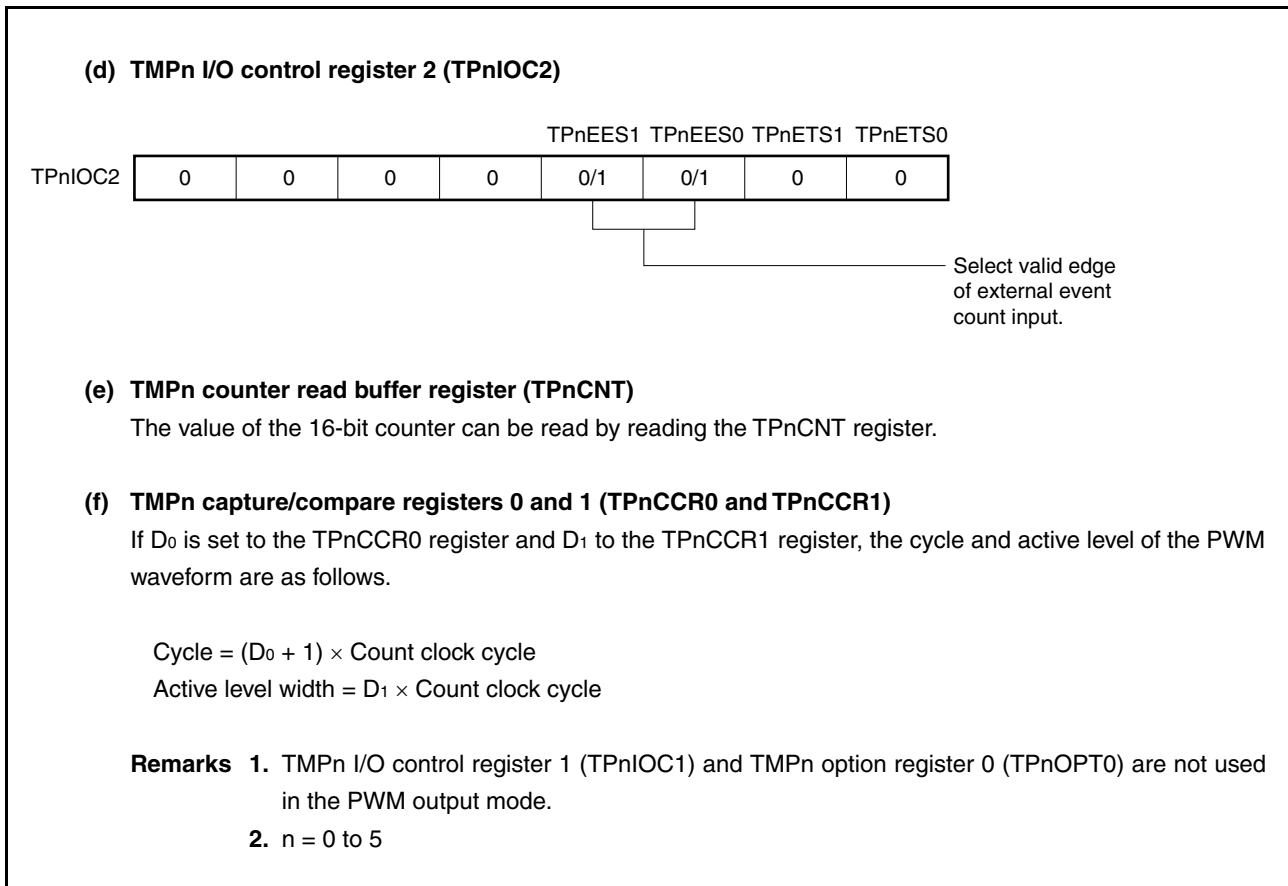 (d) TMPn I/O control register 2 (TPnIOC2)
TPnEES1 TPnEES0 TPnETS1 TPnETS0
TPnIOC2 0 0 0 0 0/1 0/1 0 0
Select valid edge
of external event
count input.
(e) TMPn counter read buffer register (TPnCNT)
The value of the 16-bit counter can be read by reading the TPnCNT register.
(f) TMPn capture/compare registers 0 and 1 (TPnCCR0 and TPnCCR1)
If D₀ is set to the TPnCCR0 register and D₁ to the TPnCCR1 register, the cycle and active level of the PWM
waveform are as follows.
Cycle = (D₀ + 1) × Count clock cycle
Active level width = D₁ × Count clock cycle
Remarks 1. TMPn I/O control register 1 (TPnIOC1) and TMPn option register 0 (TPnOPT0) are not used
in the PWM output mode.
2. n = 0 to 5